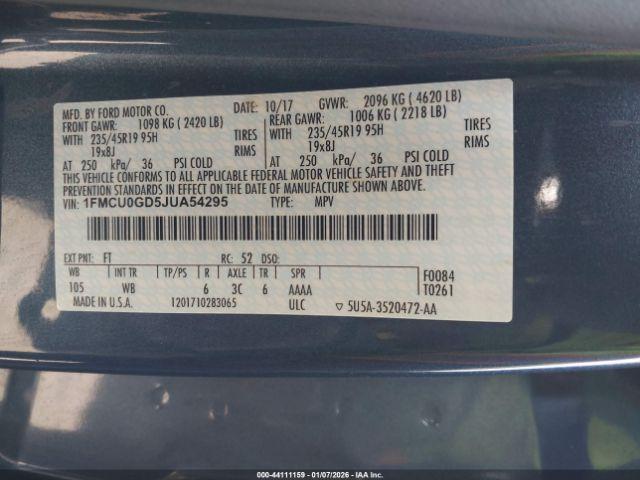 MFD. BY FORD MOTOR CO. DATE: 10/17 GVWR: 2096 KG ( 4620 LB)
FRONT GAWR: 1098 KG ( 2420 LB) REAR GAWR: 1006 KG ( 2218 LB)
WITH 235/45R19 95H TIRES WITH 235/45R19 95H TIRES
19x8J RIMS 19x8J RIMS
AT 250 kPa/ 36 PSI COLD AT 250 kPa/ 36 PSI COLD
THIS VEHICLE CONFORMS TO ALL APPLICABLE FEDERAL MOTOR VEHICLE SAFETY AND THEFT
PREVENTION STANDARDS IN EFFECT ON THE DATE OF MANUFACTURE SHOWN ABOVE.
VIN: 1FMCU0GD5JUA54295 TYPE: MPV
EXT PNT: FT RC: 52 DSO:
WB INT TR TP/PS R AXLE TR SPR F0084
105 WB 6 3C 6 AAAA T0261
MADE IN U.S.A. 1201710283065 ULC ▽ 5U5A-3520472-AA
000-44111159 | 01/07/2026 - IAAI.COM